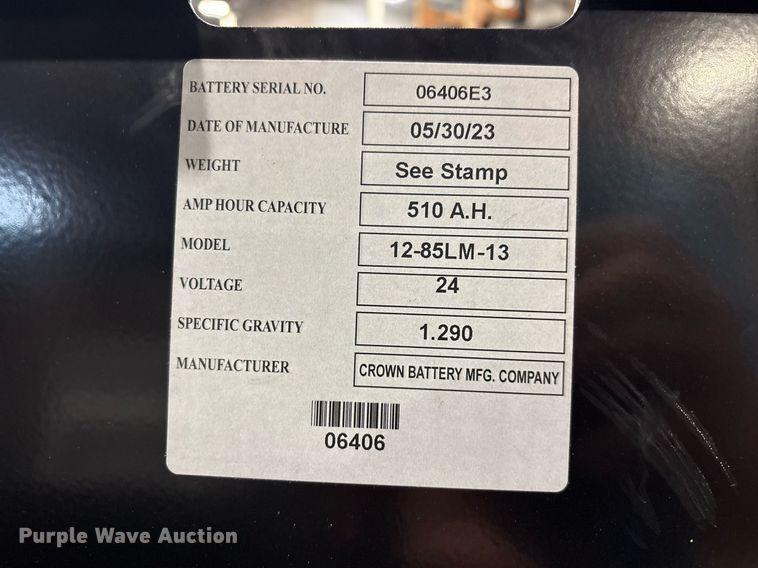 BATTERY SERIAL NO. 06406E3
DATE OF MANUFACTURE 05/30/23
WEIGHT See Stamp
AMP HOUR CAPACITY 510 A.H.
MODEL 12-85LM-13
VOLTAGE 24
SPECIFIC GRAVITY 1.290
MANUFACTURER CROWN BATTERY MFG. COMPANY
06406
Purple Wave Auction